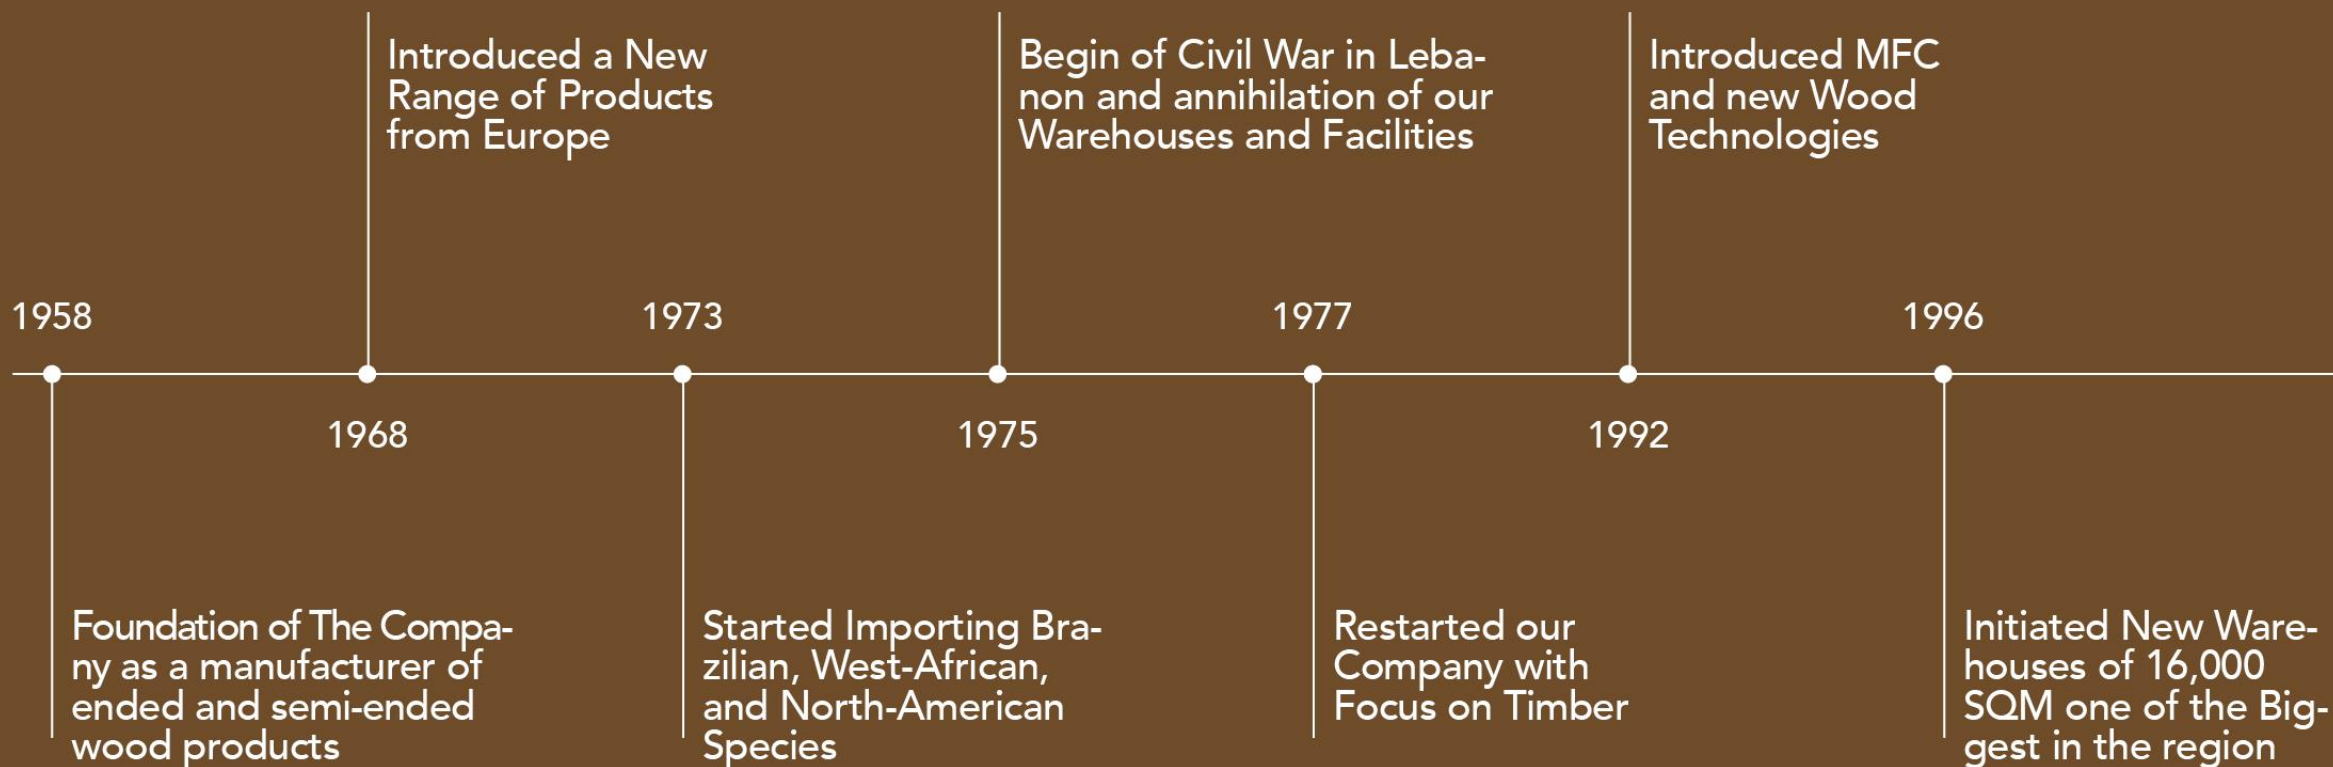 Introduced a New
Range of Products
from Europe
Begin of Civil War in Leba-
non and annihilation of our
Warehouses and Facilities
Introduced MFC
and new Wood
Technologies
1958
1973
1977
1996
1968
1975
1992
Foundation of The Compa-
ny as a manufacturer of
ended and semi-ended
wood products
Started Importing Bra-
zilian, West-African,
and North-American
Species
Restarted our
Company with
Focus on Timber
Initiated New Ware-
houses of 16,000
SQM one of the Big-
gest in the region